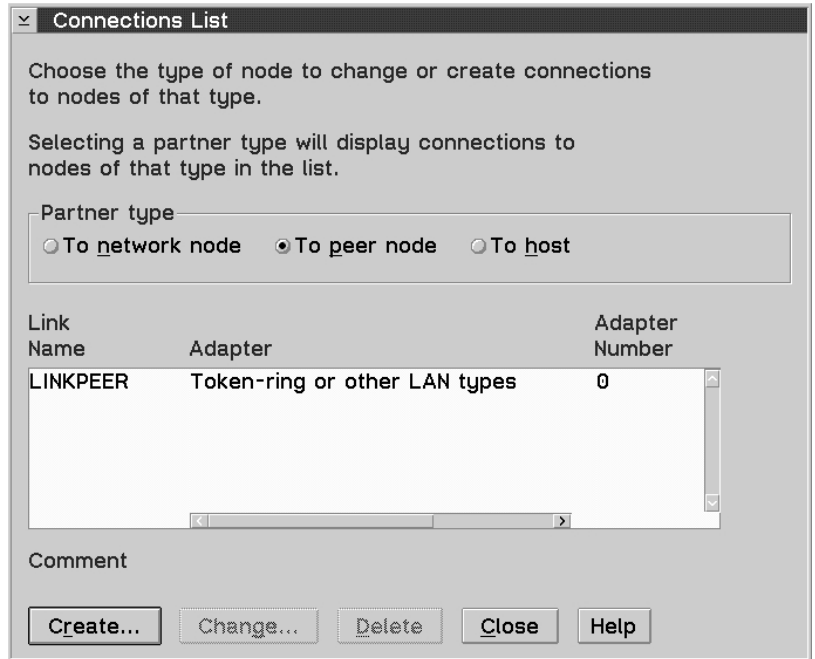 Connections List
Choose the type of node to change or create connections
to nodes of that type.
Selecting a partner type will display connections to
nodes of that type in the list.
Partner type
To network node To peer node To host
Link Adapter
Name Adapter Number
LINKPEER Token-ring or other LAN types 0
Comment
Create... Change... Delete Close Help